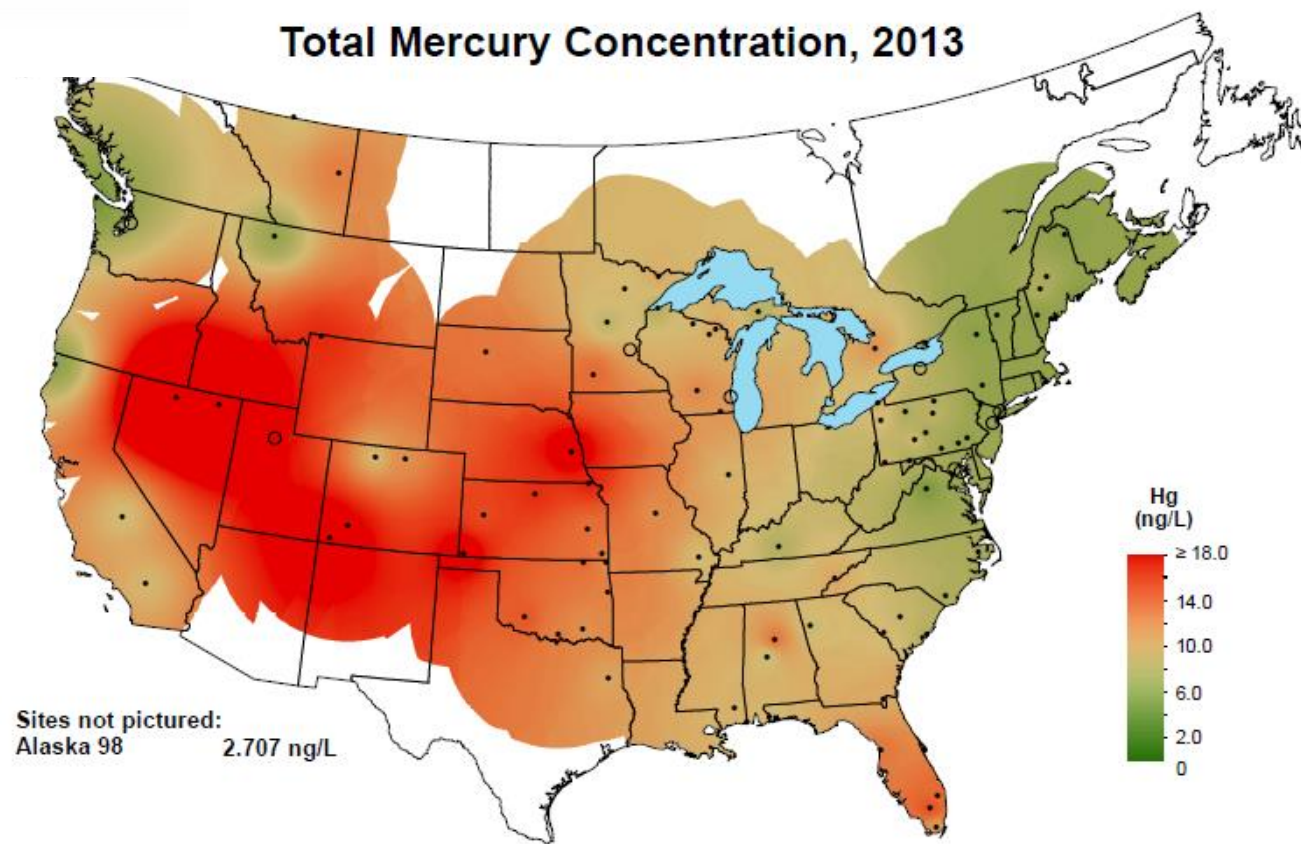 Total Mercury Concentration, 2013
Hg
(ng/L)
≥ 18.0
14.0
10.0
6.0
2.0
0
Sites not pictured:
Alaska 98 2.707 ng/L